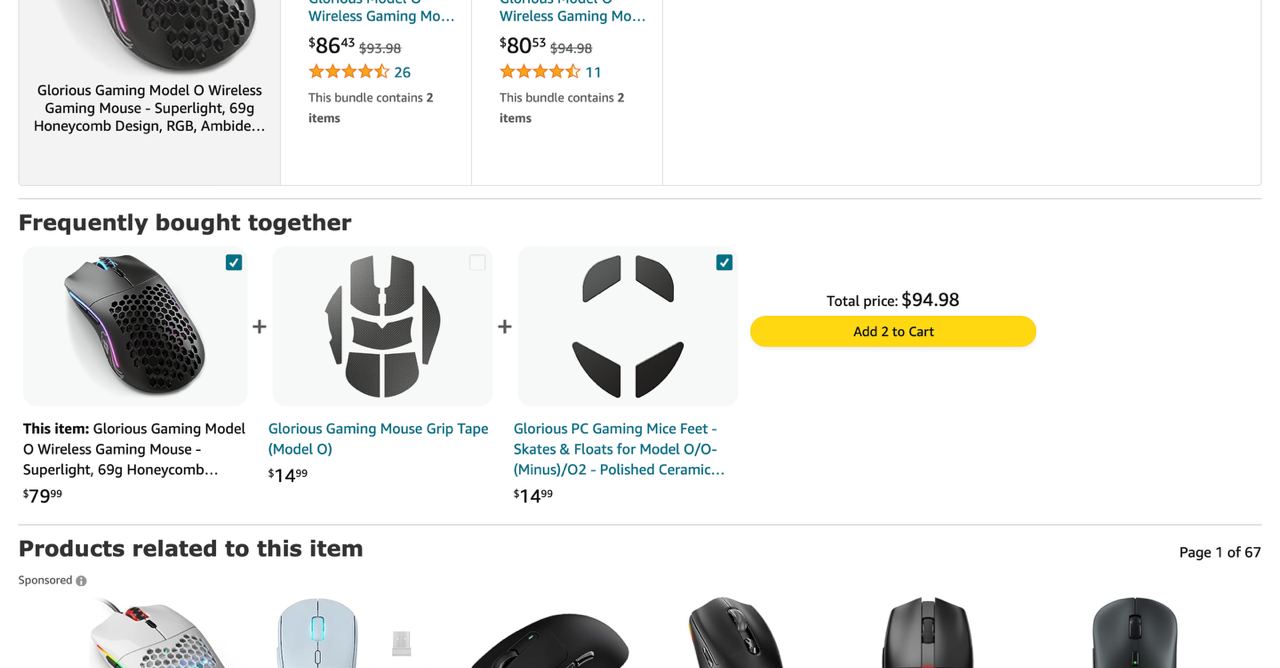 Glorious Model O
Wireless Gaming Mo...
$86.43 $93.98
26
This bundle contains 2
items
Glorious Model O
Wireless Gaming Mo...
$80.53 $94.98
11
This bundle contains 2
items
Glorious Gaming Model O Wireless
Gaming Mouse - Superlight, 69g
Honeycomb Design, RGB, Ambide...
Frequently bought together
+
+
Total price: $94.98
Add 2 to Cart
This item: Glorious Gaming Model
O Wireless Gaming Mouse -
Superlight, 69g Honeycomb...
$79.99
Glorious Gaming Mouse Grip Tape
(Model O)
$14.99
Glorious PC Gaming Mice Feet -
Skates & Floats for Model O/O-
(Minus)/O2 - Polished Ceramic...
$14.99
Products related to this item
Page 1 of 67
Sponsored